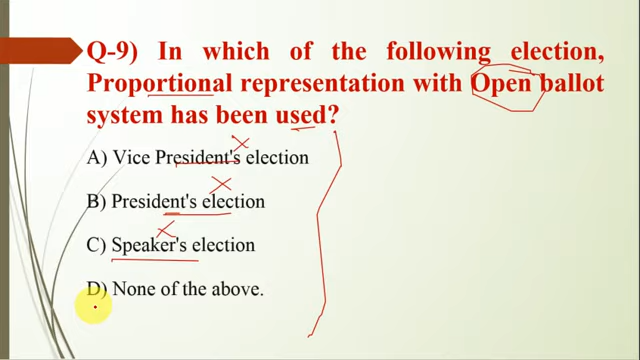 Q-9) In which of the following election,
Proportional representation with Open ballot
system has been used?
A) Vice President's election
B) President's election
C) Speaker's election
D) None of the above.